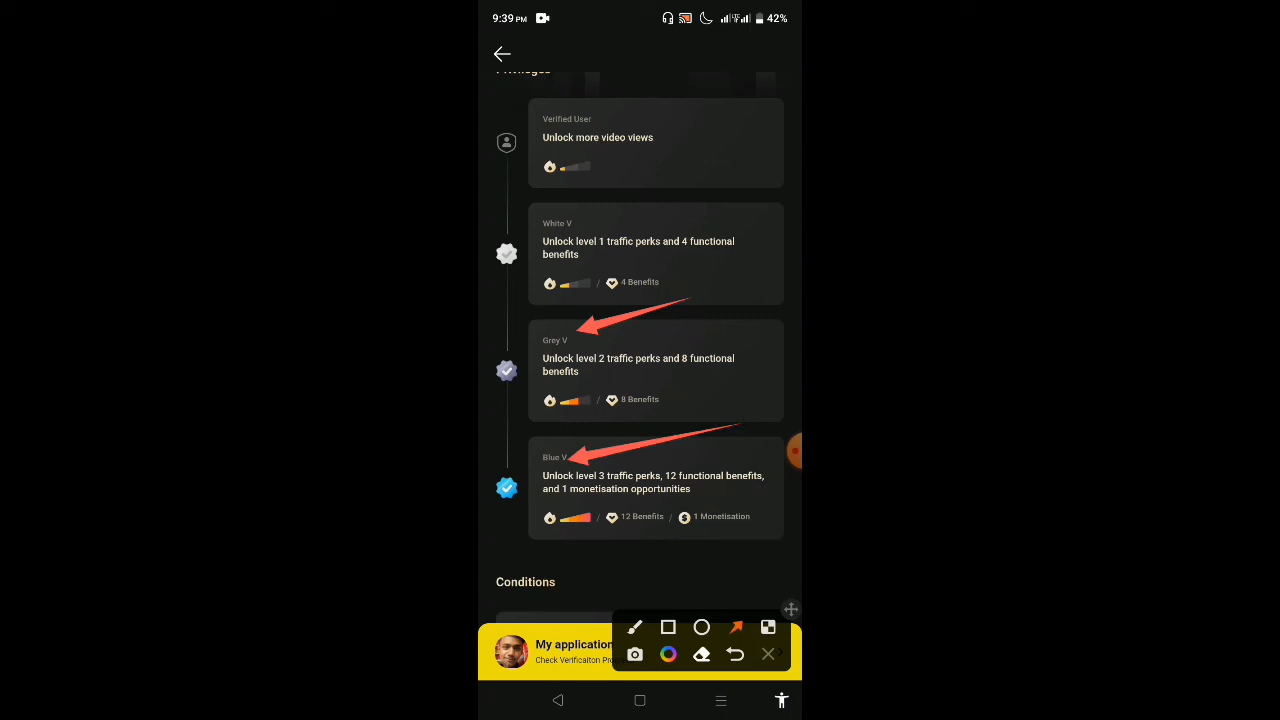 9:39 PM
42%
Privileges
Verified User
Unlock more video views
White V
Unlock level 1 traffic perks and 4 functional
benefits
/ 4 Benefits
Grey V
Unlock level 2 traffic perks and 8 functional
benefits
/ 8 Benefits
Blue V
Unlock level 3 traffic perks, 12 functional benefits,
and 1 monetisation opportunities
/ 12 Benefits / 1 Monetisation
Conditions
My application
Check Verificaiton